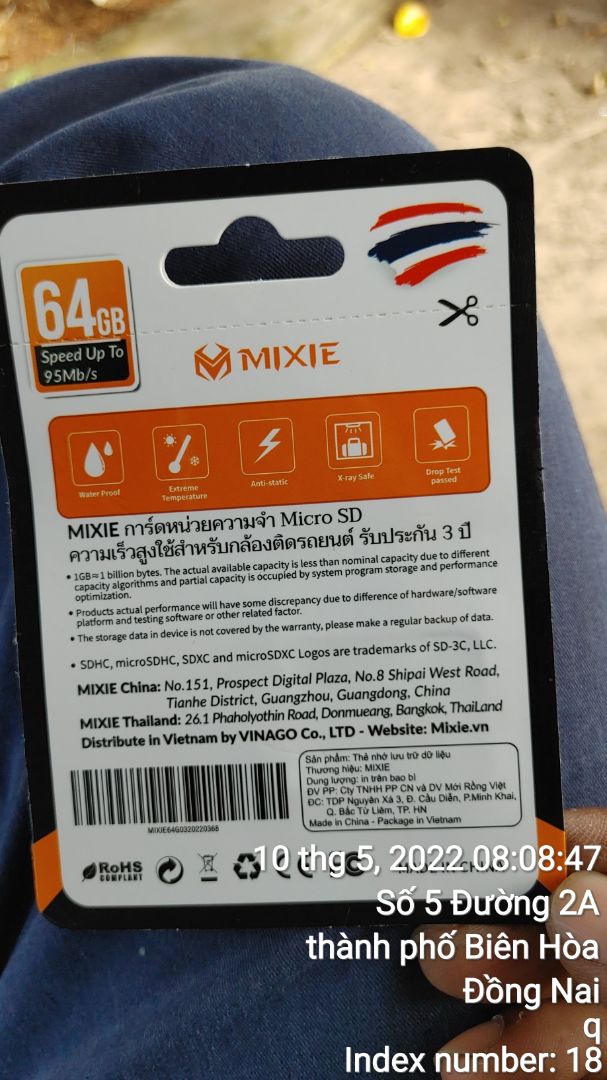 64GB
Speed Up To
95Mb/s
MIXIE
Water Proof
Extreme
Temperature
Anti-static
X-ray Safe
Drop Test
passed
MIXIE การ์ดหน่วยความจำ Micro SD
ความเร็วสูงใช้สำหรับกล้องติดรถยนต์ รับประกัน 3 ปี
• 1GB≈1 billion bytes. The actual available capacity is less than nominal capacity due to different
capacity algorithms and partial capacity is occupied by system program storage and performance
optimization.
• Products actual performance will have some discrepancy due to difference of hardware/software
platform and testing software or other related factor.
• The storage data in device is not covered by the warranty, please make a regular backup of data.
• SDHC, microSDHC, SDXC and microSDXC Logos are trademarks of SD-3C, LLC.
MIXIE China: No.151, Prospect Digital Plaza, No.8 Shipai West Road,
Tianhe District, Guangzhou, Guangdong, China
MIXIE Thailand: 26.1 Phaholyothin Road, Donmueang, Bangkok, ThaiLand
Distribute in Vietnam by VINAGO Co., LTD - Website: Mixie.vn
Sản phẩm: Thẻ nhớ lưu trữ dữ liệu
Thương hiệu: MIXIE
Dung lượng: in trên bao bì
ĐV PP: Cty TNHH PP CN và DV Mới Rồng Việt
ĐC: TDP Nguyên Xá 3, Đ. Cầu Diễn, P.Minh Khai,
Q. Bắc Từ Liêm, TP. HN
Made in China - Package in Vietnam
MIXIE64G0320220368
RoHS
COMPLIANT
CE FC MADE IN CHINA
10 thg 5, 2022 08:08:47
Số 5 Đường 2A
thành phố Biên Hòa
Đồng Nai
q
Index number: 18